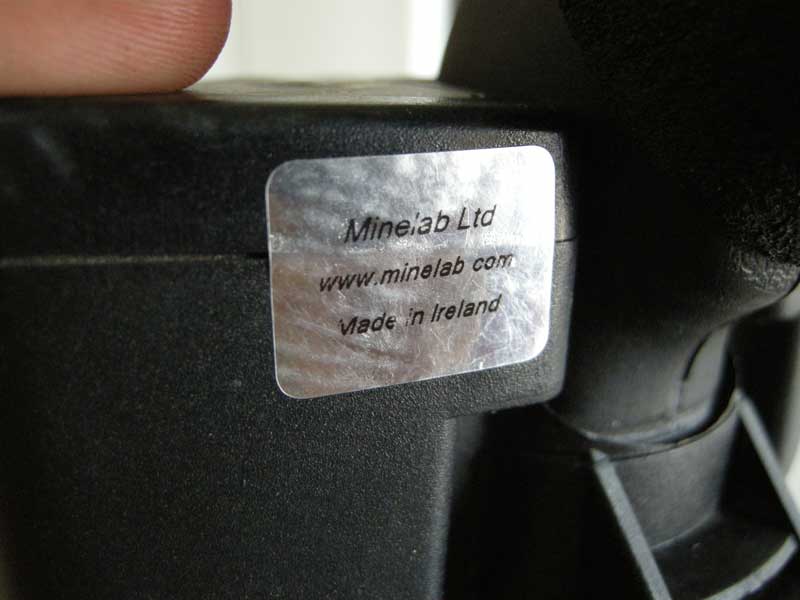 Minelab Ltd
www.minelab com
Made in Ireland